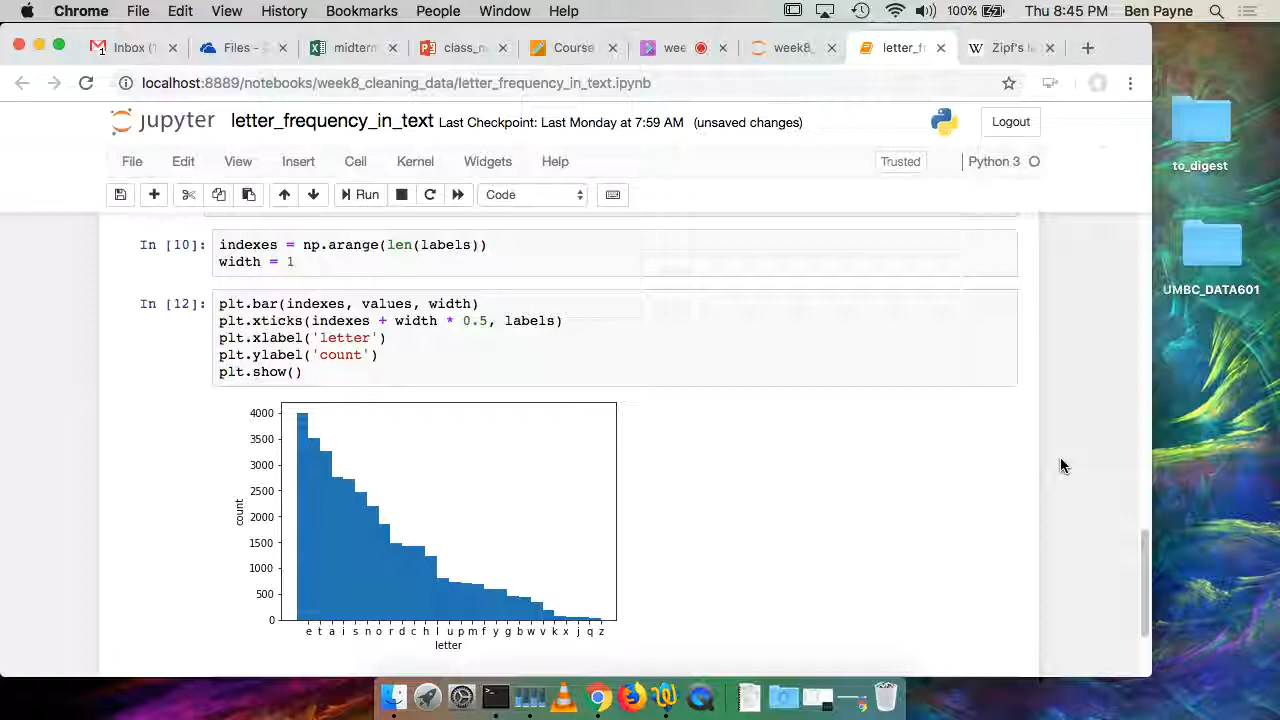 Chrome File Edit View History Bookmarks People Window Help 100% Thu 8:45 PM Ben Payne
Inbox (1 Files - midterm class_n Course wee week8_ letter_fr Zipf's le
localhost:8889/notebooks/week8_cleaning_data/letter_frequency_in_text.ipynb
jupyter letter_frequency_in_text Last Checkpoint: Last Monday at 7:59 AM (unsaved changes) Logout
File Edit View Insert Cell Kernel Widgets Help Trusted Python 3
Run Code
In [10]: indexes = np.arange(len(labels))
width = 1
In [12]: plt.bar(indexes, values, width)
plt.xticks(indexes + width * 0.5, labels)
plt.xlabel('letter')
plt.ylabel('count')
plt.show()
4000
3500
3000
2500
2000
1500
1000
500
0
count
e t a i s n o r d c h l u p m f y g b w v k x j q z
letter
to_digest
UMBC_DATA601